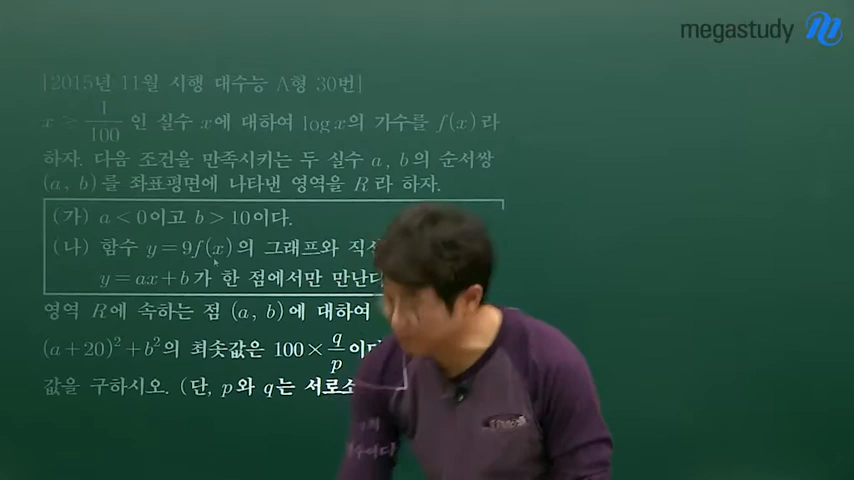 megastudy
[2015년 11월 시행 대수능 A형 30번]
x > 1/100 인 실수 x에 대하여 log x의 가수를 f(x)라
하자. 다음 조건을 만족시키는 두 실수 a, b의 순서쌍
(a, b)를 좌표평면에 나타낸 영역을 R라 하자.
(가) a<0이고 b>10이다.
(나) 함수 y=9f(x)의 그래프와
y=ax+b가 한 점에서만 만난다
영역 R에 속하는 점 (a, b)에 대하여
(a+20)²+b²의 최솟값은 100× q/p
값을 구하시오. (단, p와 q는